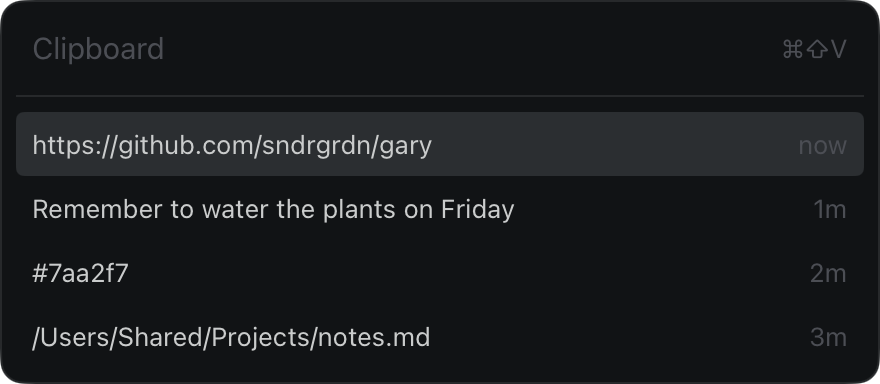 Clipboard ⌘⇧V
https://github.com/sndrgrdn/gary now
Remember to water the plants on Friday 1m
#7aa2f7 2m
/Users/Shared/Projects/notes.md 3m